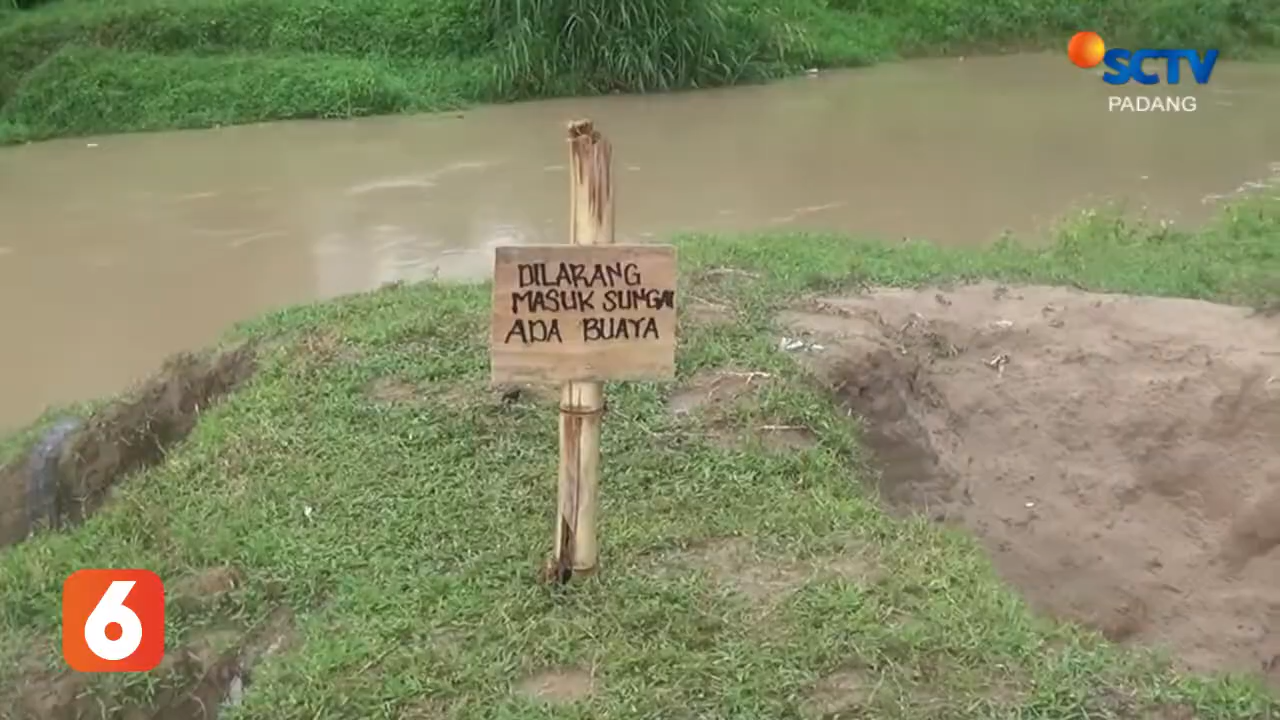 SCTV
PADANG
DILARANG
MASUK SUNGAI
ADA BUAYA
6